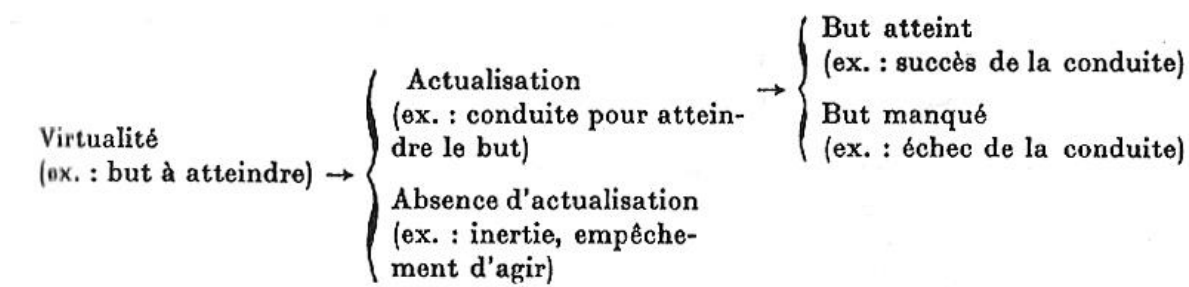 Virtualité
(ex. : but à atteindre) →
Actualisation
(ex. : conduite pour attein-
dre le but)
Absence d'actualisation
(ex. : inertie, empêche-
ment d'agir)
→
But atteint
(ex. : succès de la conduite)
But manqué
(ex. : échec de la conduite)